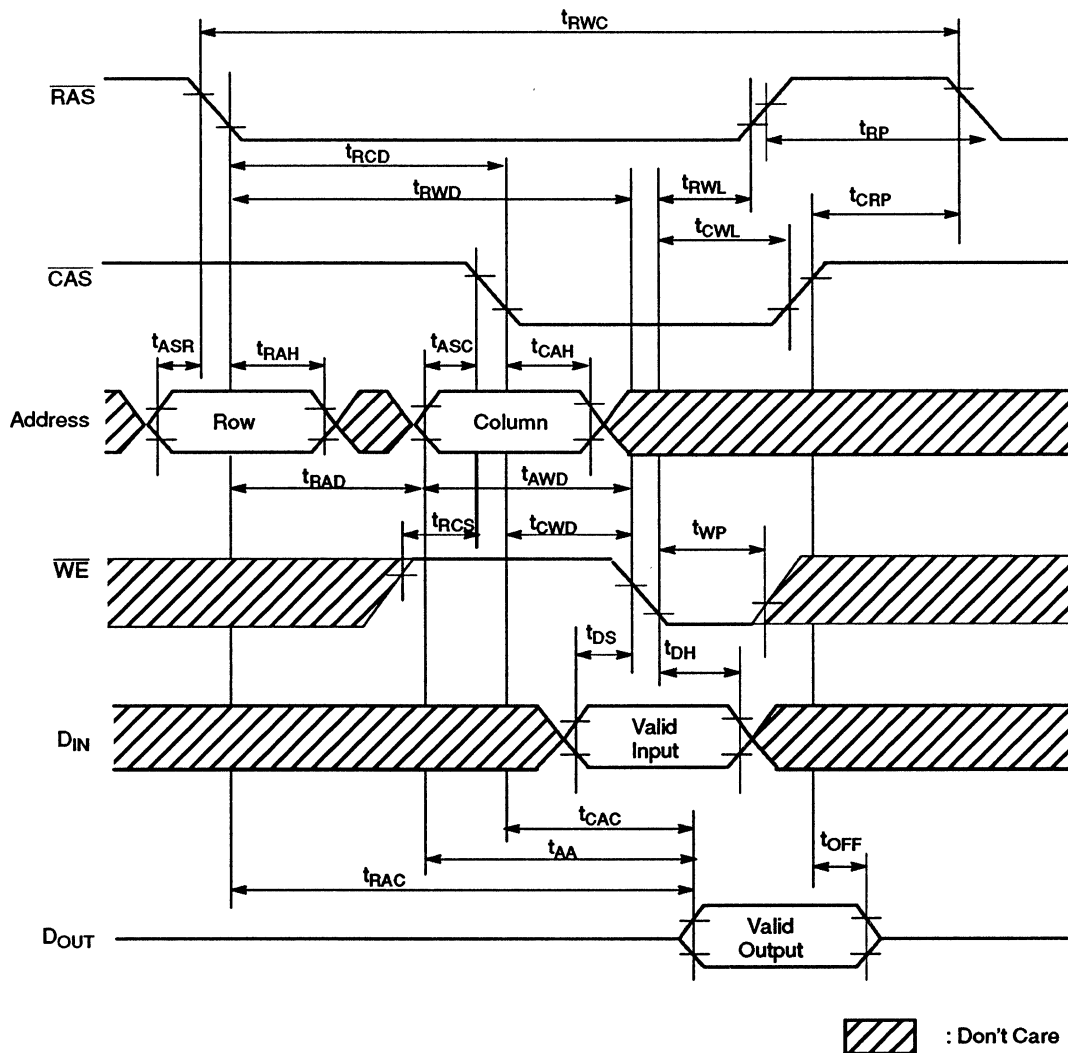 tRWC
RAS
tRP
tRCD
tRWL
tRWD
tCRP
tCWL
CAS
tASR
tRAH
tASC
tCAH
Address
Row
Column
tRAD
tAWD
tRCS
tCWD
tWP
WE
tDS
tDH
DIN
Valid
Input
tCAC
tOFF
tAA
tRAC
DOUT
Valid
Output
: Don't Care